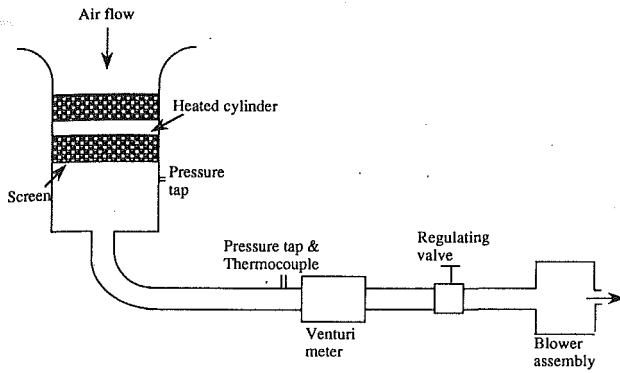 Air flow
Heated cylinder
Pressure
tap
Screen
Pressure tap &
Thermocouple
Regulating
valve
Venturi
meter
Blower
assembly